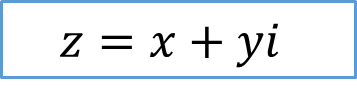 z = x + yi